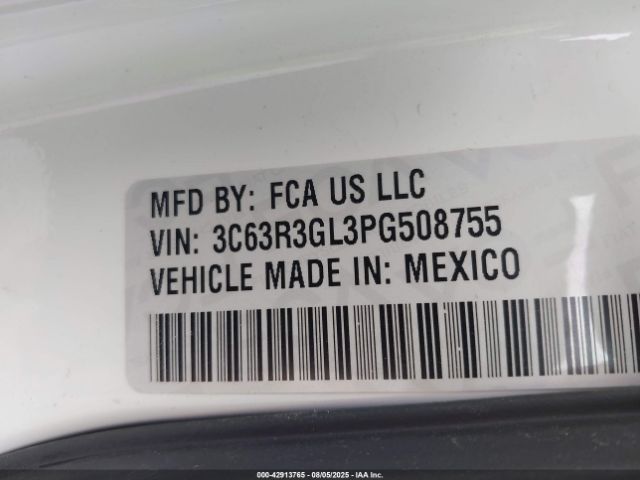 MFD BY: FCA US LLC
VIN: 3C63R3GL3PG508755
VEHICLE MADE IN: MEXICO
000-42913765 - 08/05/2025 - IAA Inc.